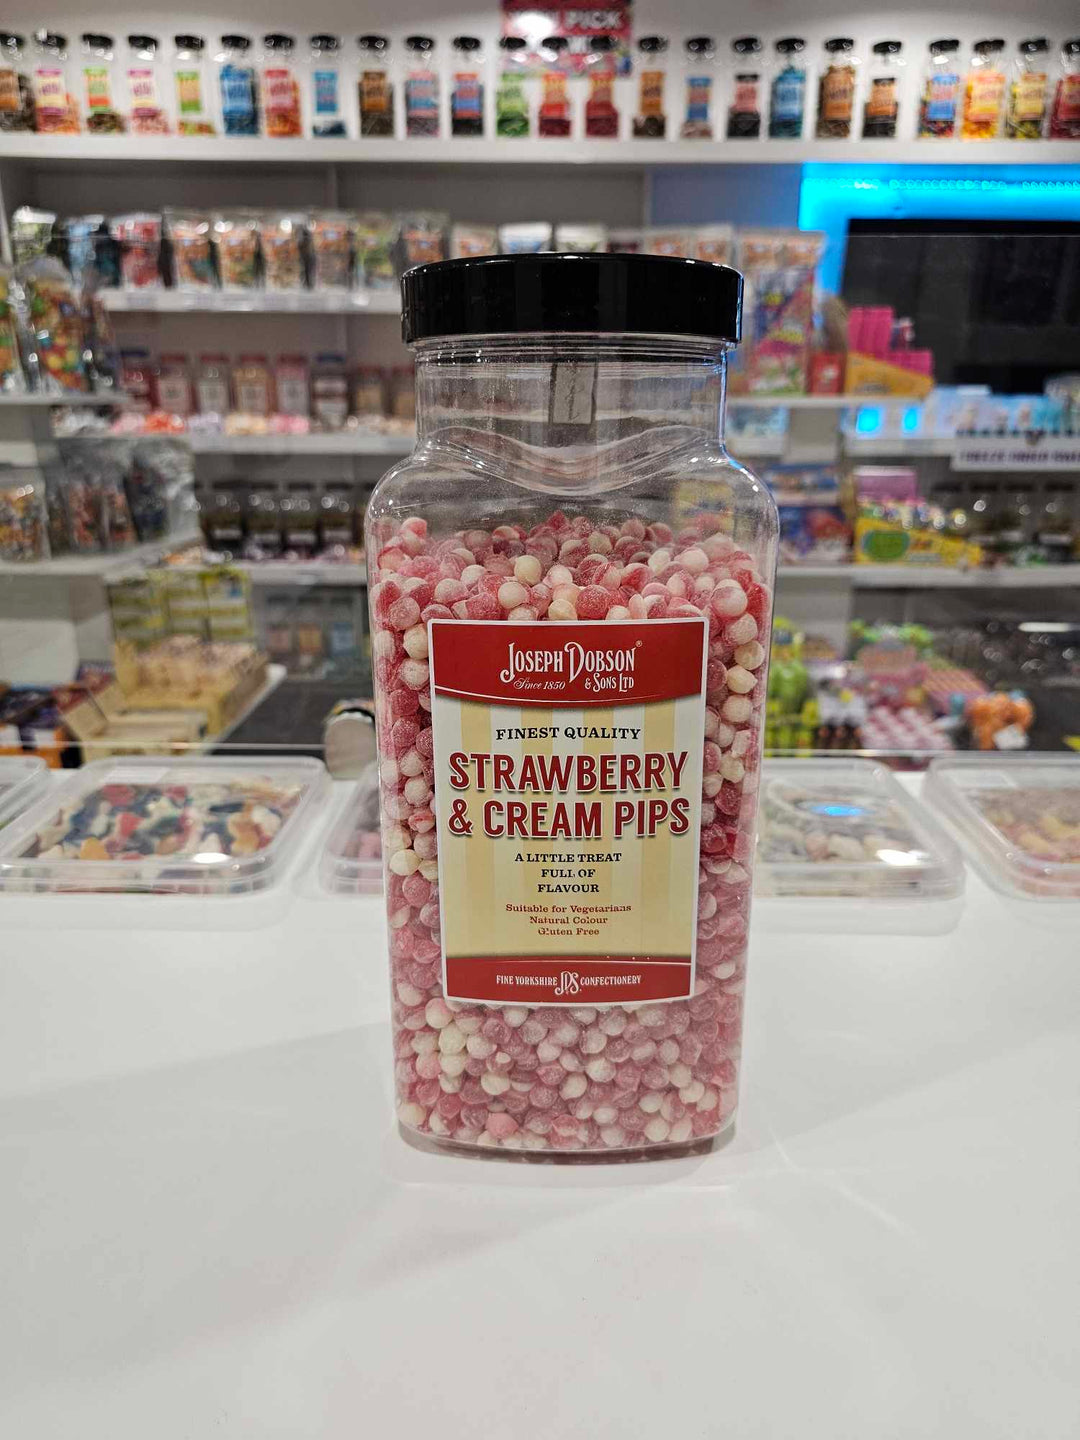 PICK
JOSEPH DOBSON®
Since 1850 & SONS LTD
FINEST QUALITY
STRAWBERRY
& CREAM PIPS
A LITTLE TREAT
FULL OF
FLAVOUR
Suitable for Vegetarians
Natural Colour
Gluten Free
FINE YORKSHIRE JDS CONFECTIONERY